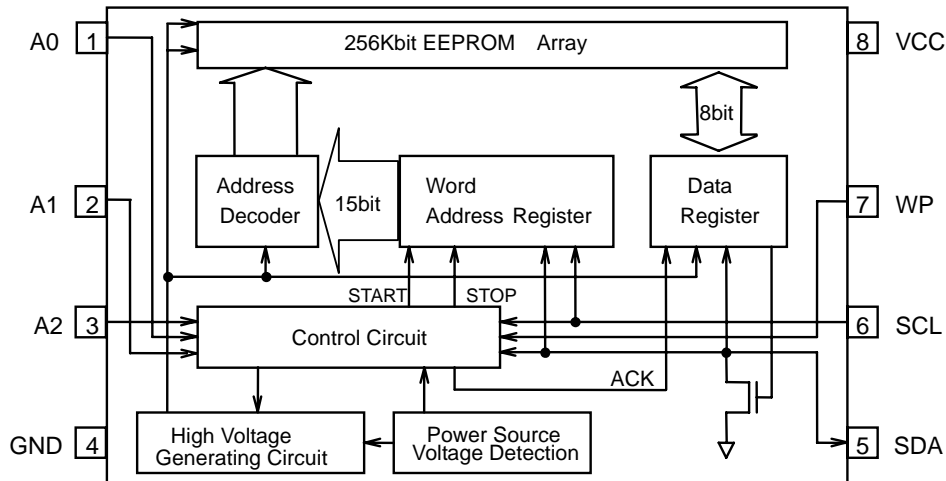 A0 1
256Kbit EEPROM Array
8 VCC
8bit
A1 2
Address
Decoder
15bit
Word
Address Register
Data
Register
7 WP
START
STOP
A2 3
Control Circuit
6 SCL
ACK
GND 4
High Voltage
Generating Circuit
Power Source
Voltage Detection
5 SDA